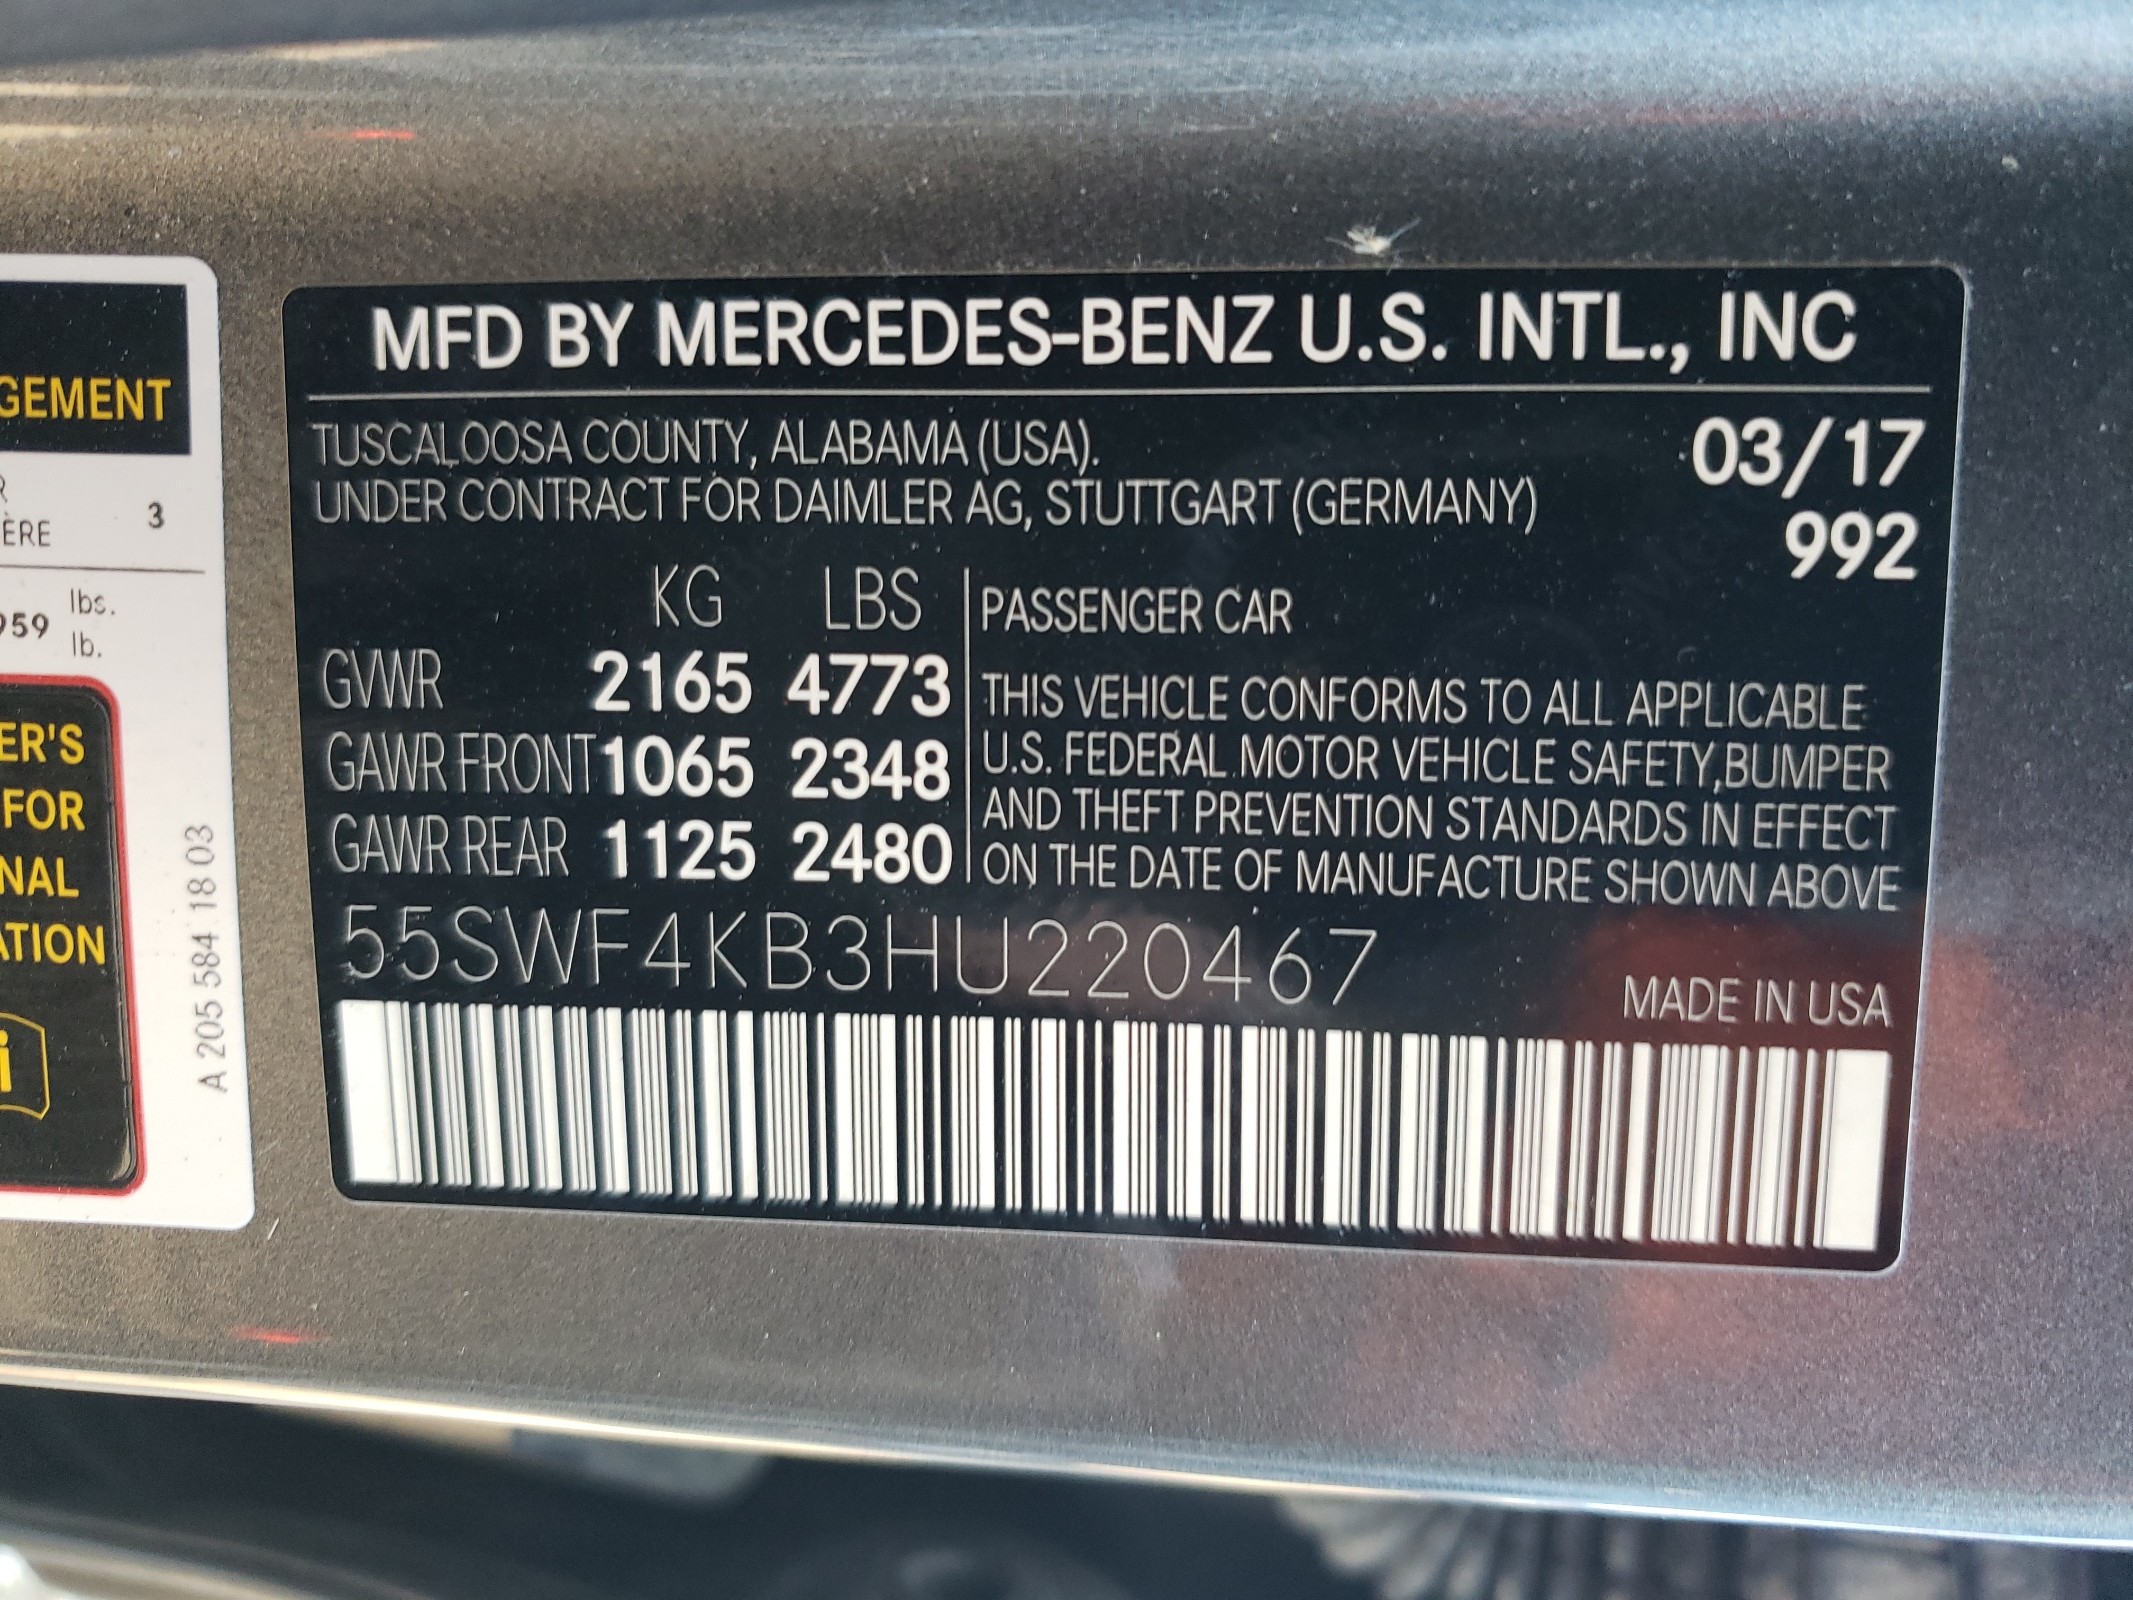 GEMENT
ÈRE 3
959 lbs.
lb.
ER'S
FOR
NAL
ATION
i
A 205 584 18 03
MFD BY MERCEDES-BENZ U.S. INTL., INC
TUSCALOOSA COUNTY, ALABAMA (USA). 03/17
UNDER CONTRACT FOR DAIMLER AG, STUTTGART (GERMANY)
992
KG LBS
GVWR 2165 4773
GAWR FRONT 1065 2348
GAWR REAR 1125 2480
PASSENGER CAR
THIS VEHICLE CONFORMS TO ALL APPLICABLE
U.S. FEDERAL MOTOR VEHICLE SAFETY,BUMPER
AND THEFT PREVENTION STANDARDS IN EFFECT
ON THE DATE OF MANUFACTURE SHOWN ABOVE
55SWF4KB3HU220467
MADE IN USA